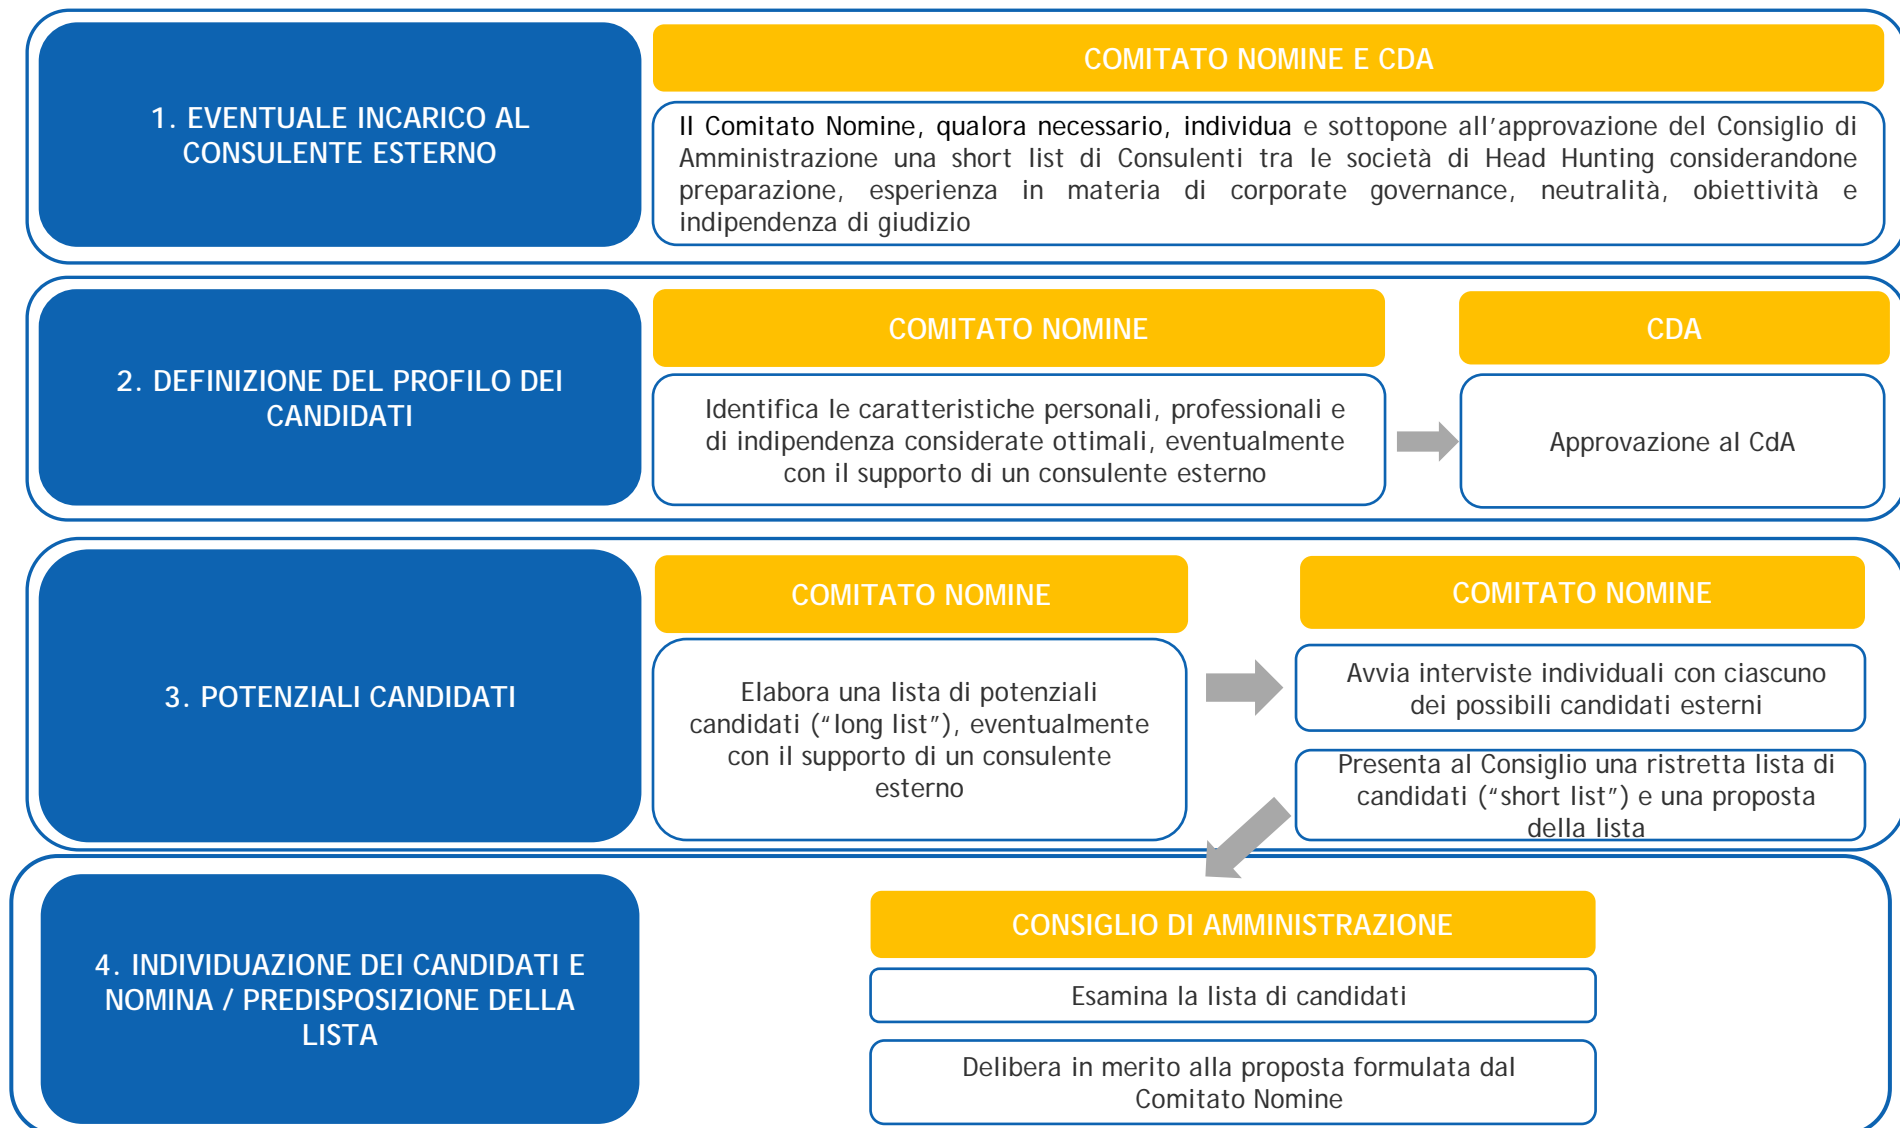 1. EVENTUALE INCARICO AL
CONSULENTE ESTERNO
COMITATO NOMINE E CDA
Il Comitato Nomine, qualora necessario, individua e sottopone all’approvazione del Consiglio di
Amministrazione una short list di Consulenti tra le società di Head Hunting considerandone
preparazione, esperienza in materia di corporate governance, neutralità, obiettività e
indipendenza di giudizio
2. DEFINIZIONE DEL PROFILO DEI
CANDIDATI
COMITATO NOMINE
Identifica le caratteristiche personali, professionali e
di indipendenza considerate ottimali, eventualmente
con il supporto di un consulente esterno
CDA
Approvazione al CdA
3. POTENZIALI CANDIDATI
COMITATO NOMINE
Elabora una lista di potenziali
candidati (“long list”), eventualmente
con il supporto di un consulente
esterno
COMITATO NOMINE
Avvia interviste individuali con ciascuno
dei possibili candidati esterni
Presenta al Consiglio una ristretta lista di
candidati (“short list”) e una proposta
della lista
4. INDIVIDUAZIONE DEI CANDIDATI E
NOMINA / PREDISPOSIZIONE DELLA
LISTA
CONSIGLIO DI AMMINISTRAZIONE
Esamina la lista di candidati
Delibera in merito alla proposta formulata dal
Comitato Nomine